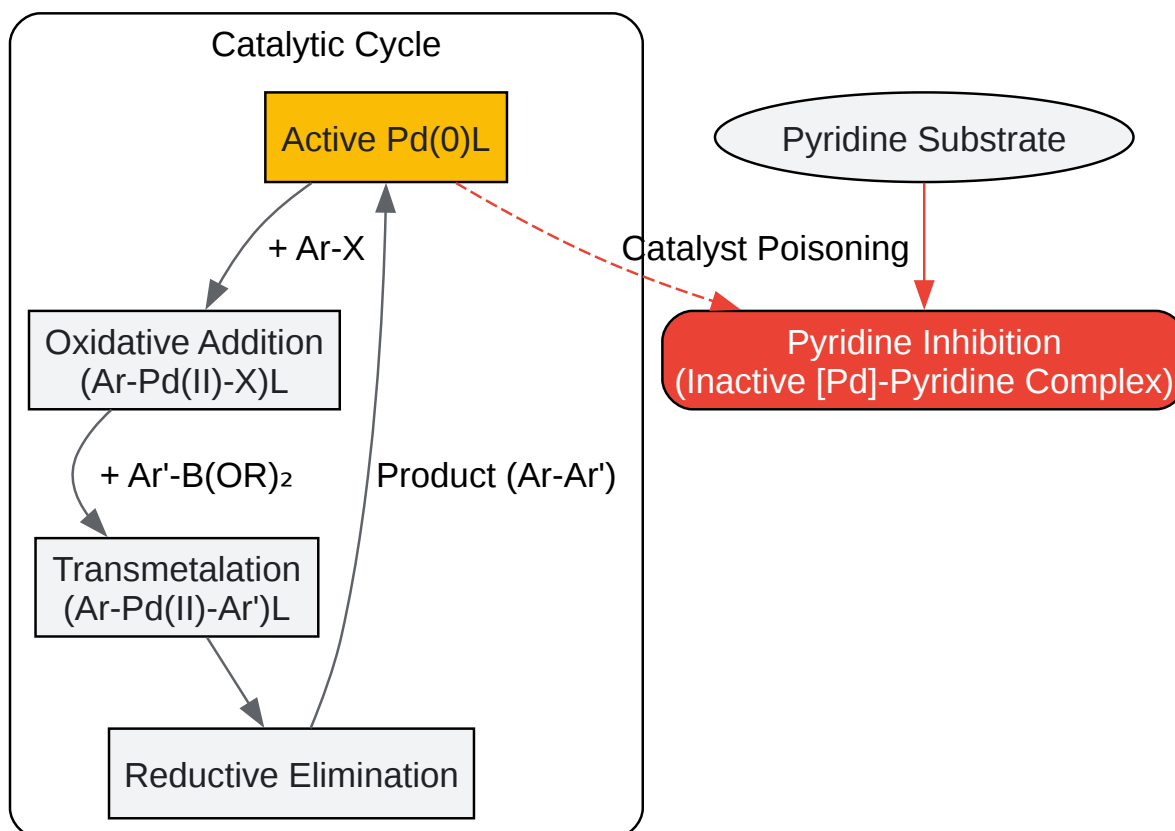 Catalytic Cycle
Active Pd(0)L
Pyridine Substrate
+ Ar-X
Catalyst Poisoning
Oxidative Addition
(Ar-Pd(II)-X)L
Pyridine Inhibition
(Inactive [Pd]-Pyridine Complex)
+ Ar'-B(OR)₂
Product (Ar-Ar')
Transmetalation
(Ar-Pd(II)-Ar')L
Reductive Elimination